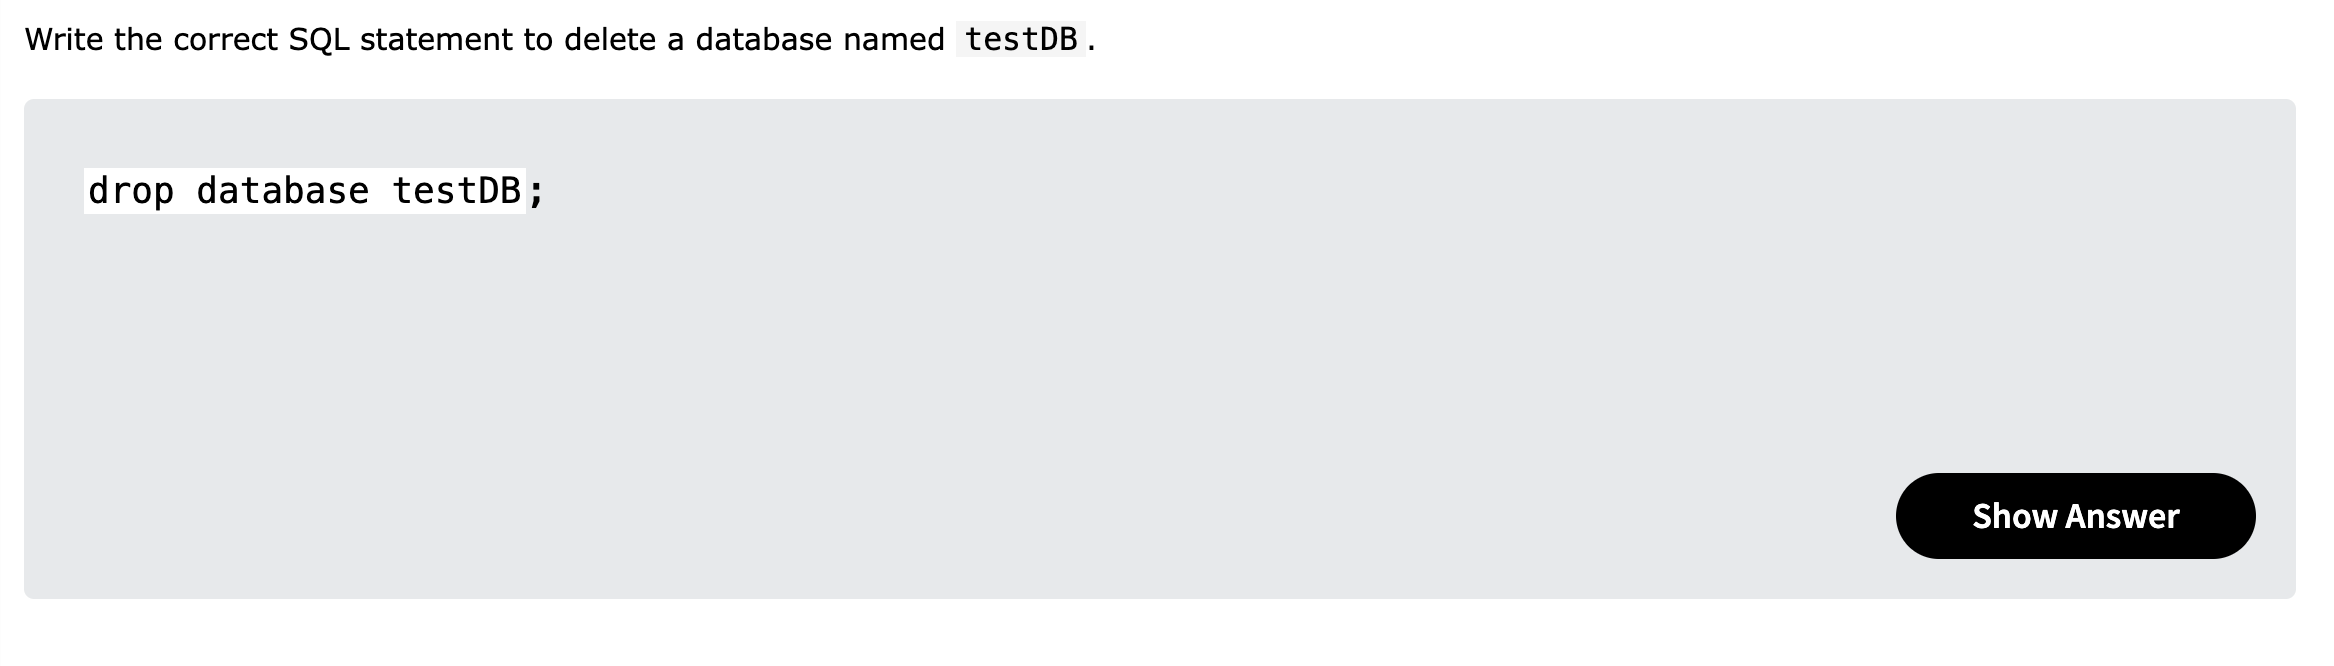 Write the correct SQL statement to delete a database named testDB.
drop database testDB;
Show Answer